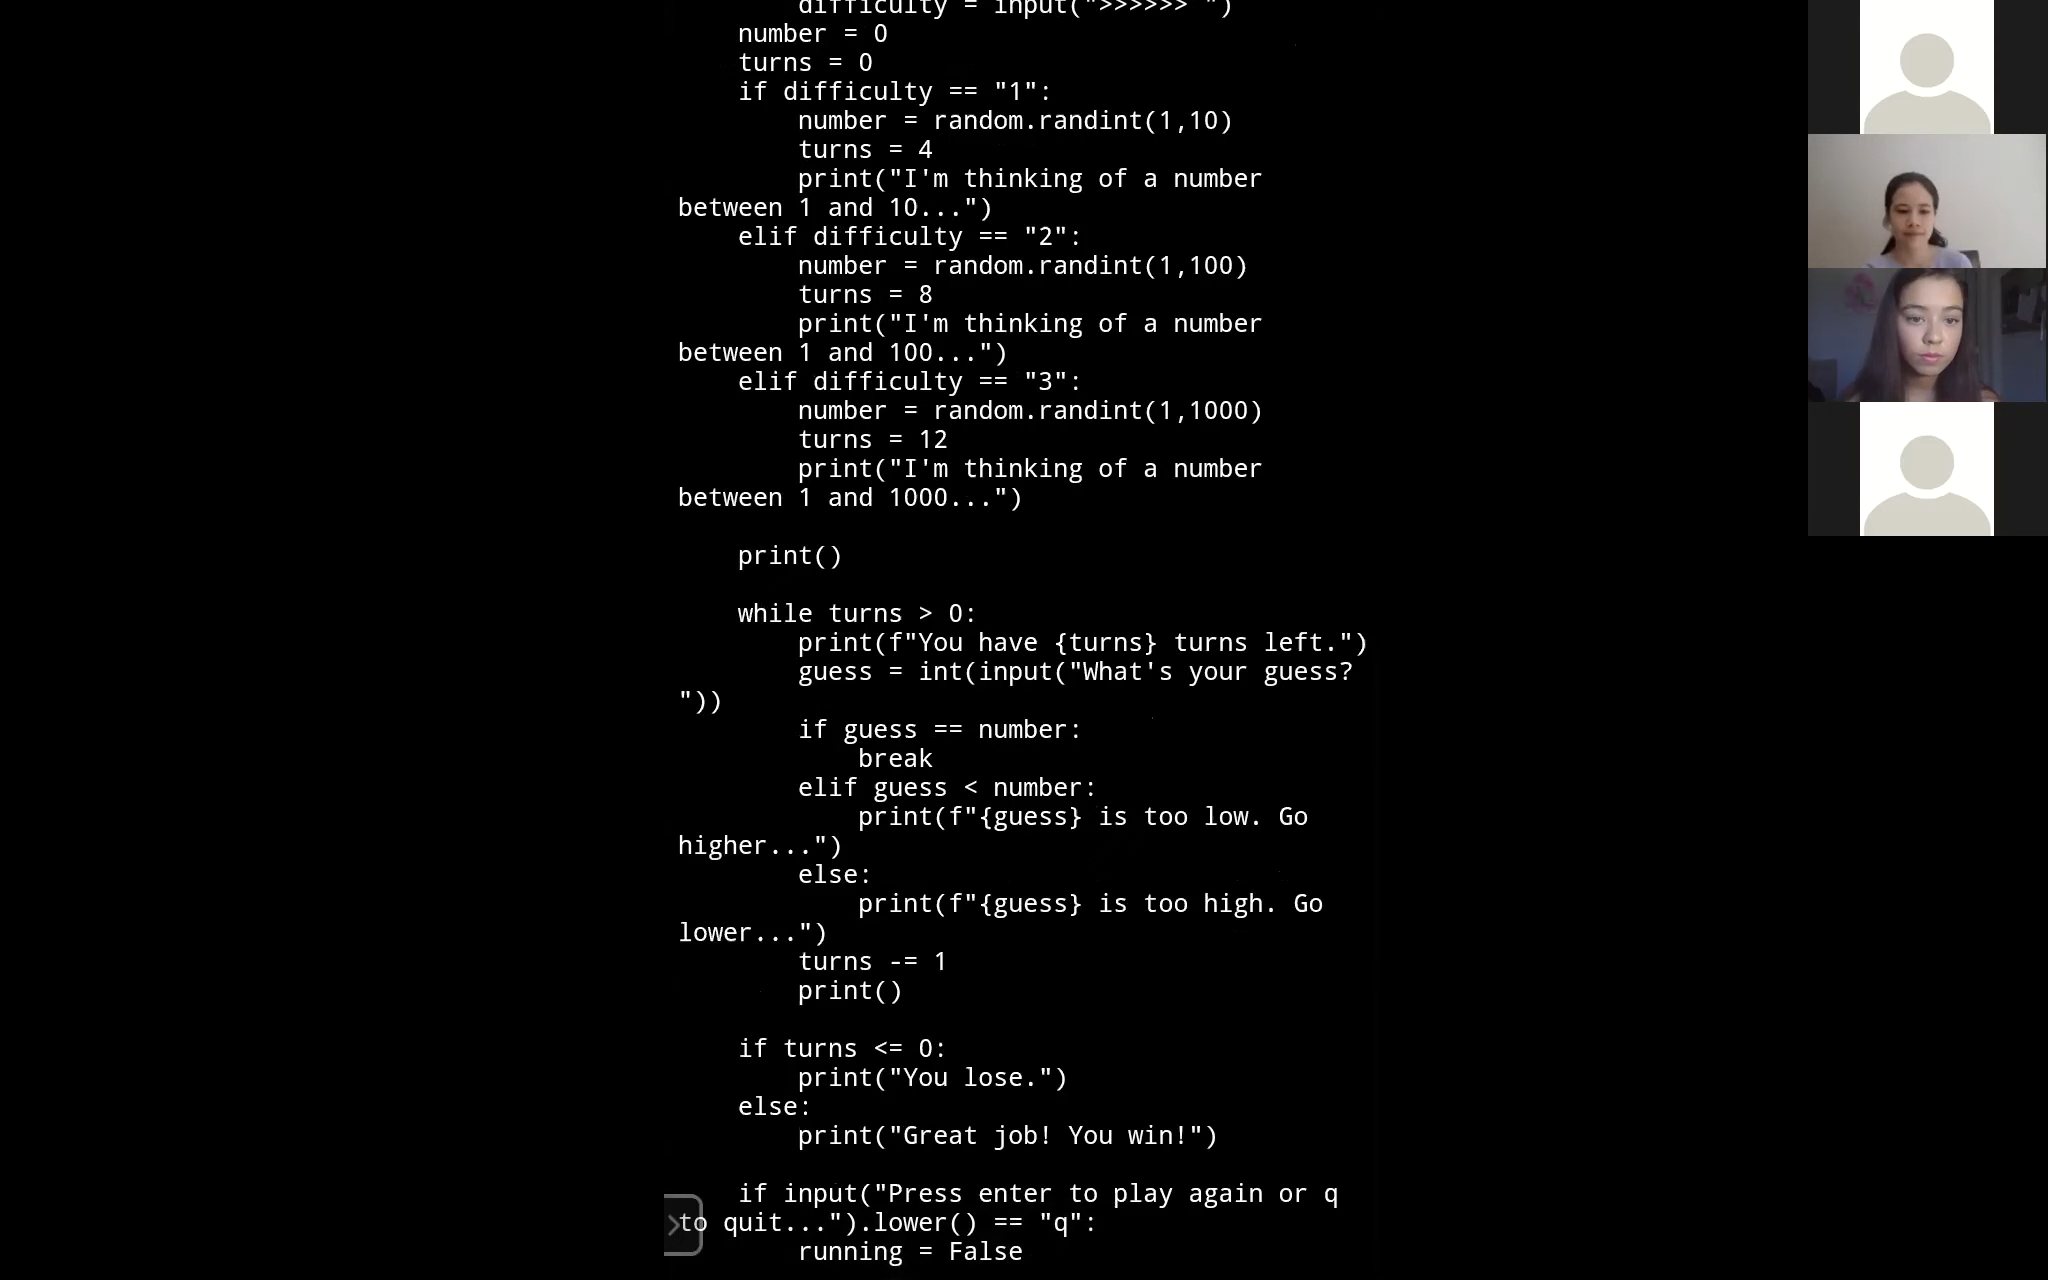 difficulty = input(">>>>>> ")
number = 0
turns = 0
if difficulty == "1":
number = random.randint(1,10)
turns = 4
print("I'm thinking of a number
between 1 and 10...")
elif difficulty == "2":
number = random.randint(1,100)
turns = 8
print("I'm thinking of a number
between 1 and 100...")
elif difficulty == "3":
number = random.randint(1,1000)
turns = 12
print("I'm thinking of a number
between 1 and 1000...")
print()
while turns > 0:
print(f"You have {turns} turns left.")
guess = int(input("What's your guess?
"))
if guess == number:
break
elif guess < number:
print(f"{guess} is too low. Go
higher...")
else:
print(f"{guess} is too high. Go
lower...")
turns -= 1
print()
if turns <= 0:
print("You lose.")
else:
print("Great job! You win!")
if input("Press enter to play again or q
to quit...").lower() == "q":
running = False